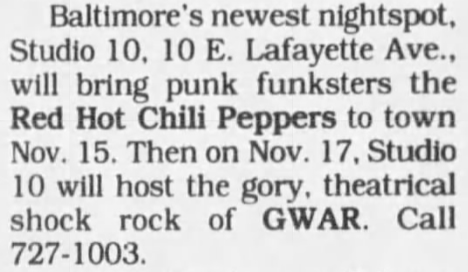 Baltimore's newest nightspot,
Studio 10, 10 E. Lafayette Ave.,
will bring punk funksters the
Red Hot Chili Peppers to town
Nov. 15. Then on Nov. 17, Studio
10 will host the gory, theatrical
shock rock of GWAR. Call
727-1003.